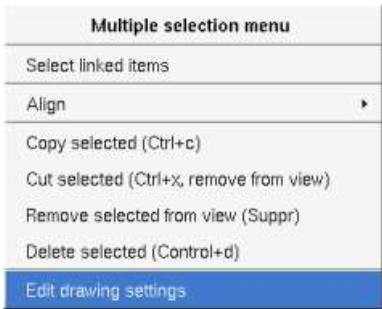 Multiple selection menu
Select linked items
Align
Copy selected (Ctrl+c)
Cut selected (Ctrl+x, remove from view)
Remove selected from view (Suppr)
Delete selected (Control+d)
Edit drawing settings